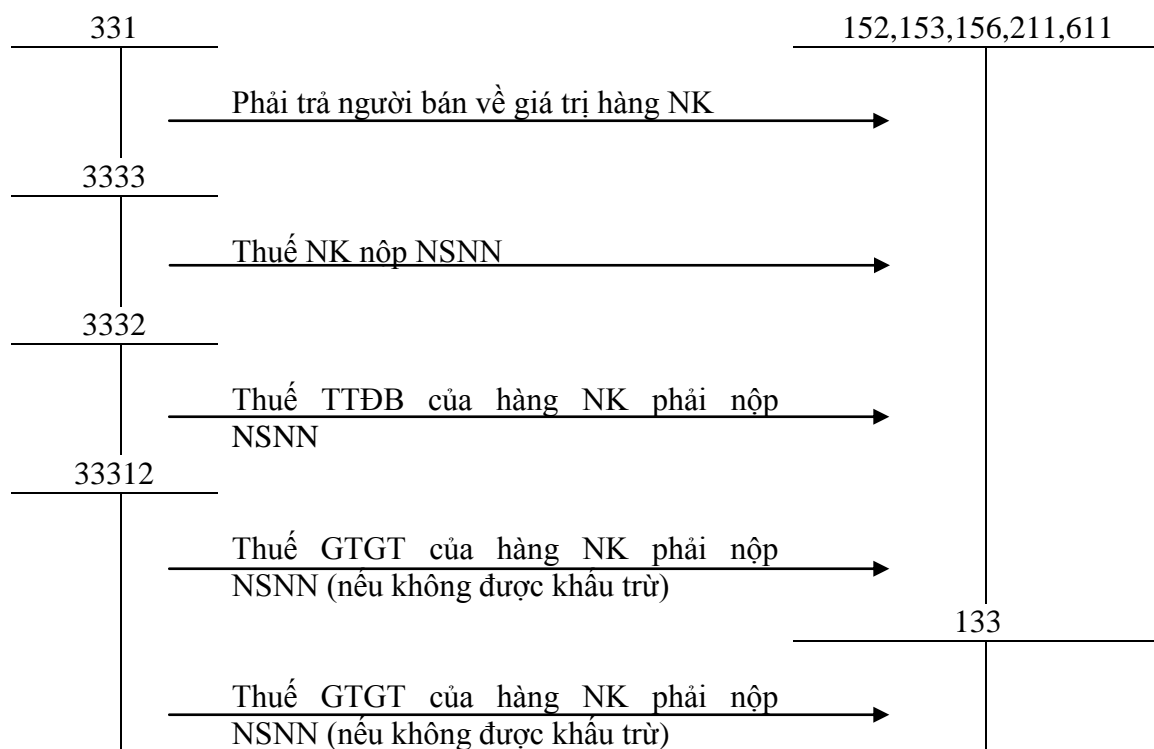 331
152,153,156,211,611
Phải trả người bán về giá trị hàng NK
3333
Thuế NK nộp NSNN
3332
Thuế TTĐB của hàng NK phải nộp
NSNN
33312
Thuế GTGT của hàng NK phải nộp
NSNN (nếu không được khấu trừ)
133
Thuế GTGT của hàng NK phải nộp
NSNN (nếu không được khấu trừ)